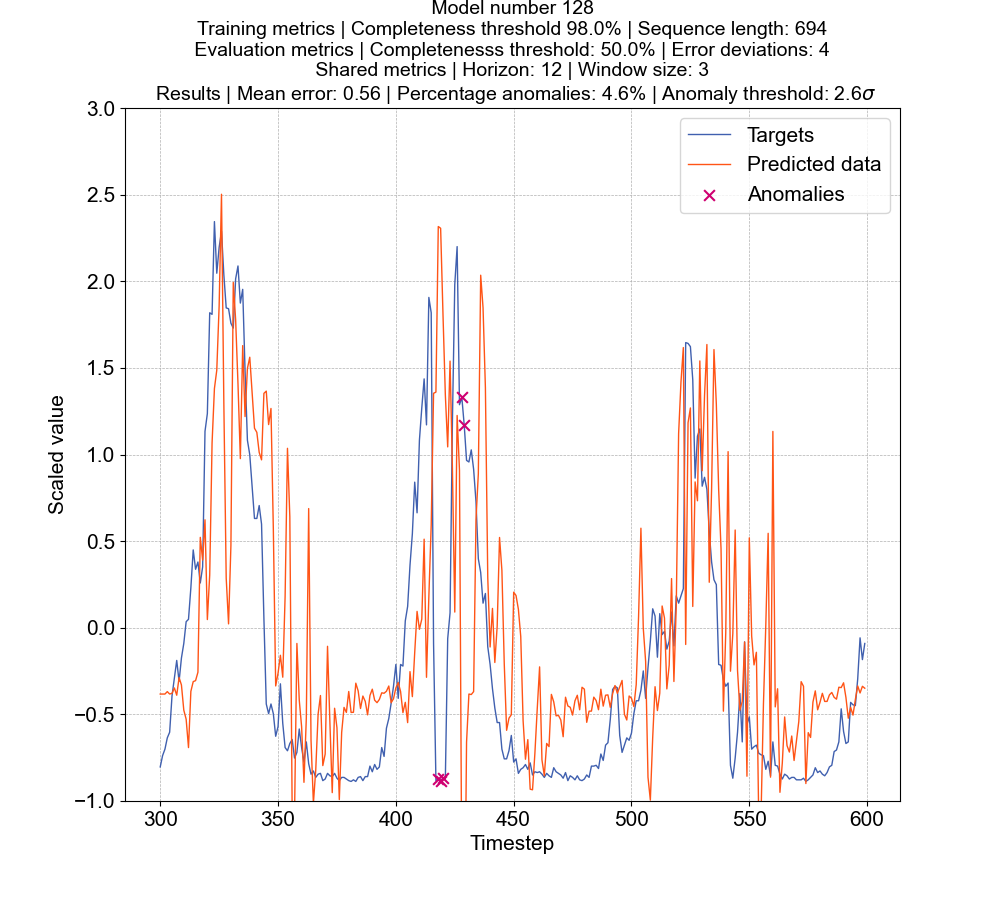 Model number 128
Training metrics | Completeness threshold 98.0% | Sequence length: 694
Evaluation metrics | Completenesss threshold: 50.0% | Error deviations: 4
Shared metrics | Horizon: 12 | Window size: 3
Results | Mean error: 0.56 | Percentage anomalies: 4.6% | Anomaly threshold: 2.6σ
Targets
Predicted data
Anomalies
Scaled value
3.0
2.5
2.0
1.5
1.0
0.5
0.0
−0.5
−1.0
300 350 400 450 500 550 600
Timestep